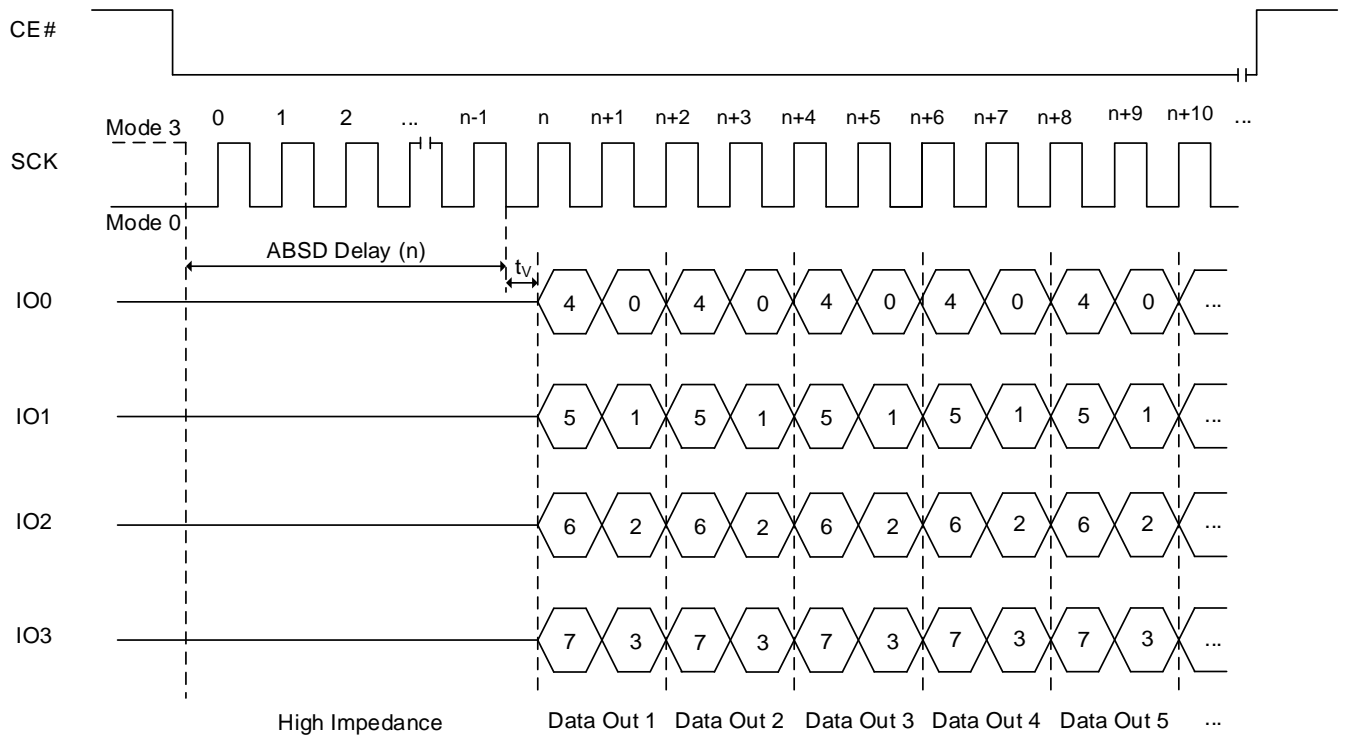 CE#
0 1 2 ... n-1 n n+1 n+2 n+3 n+4 n+5 n+6 n+7 n+8 n+9 n+10 ...
Mode 3
SCK
Mode 0
ABSD Delay (n)
tV
IO0 4 0 4 0 4 0 4 0 4 0 ...
IO1 5 1 5 1 5 1 5 1 5 1 ...
IO2 6 2 6 2 6 2 6 2 6 2 ...
IO3 7 3 7 3 7 3 7 3 7 3 ...
High Impedance Data Out 1 Data Out 2 Data Out 3 Data Out 4 Data Out 5 ...